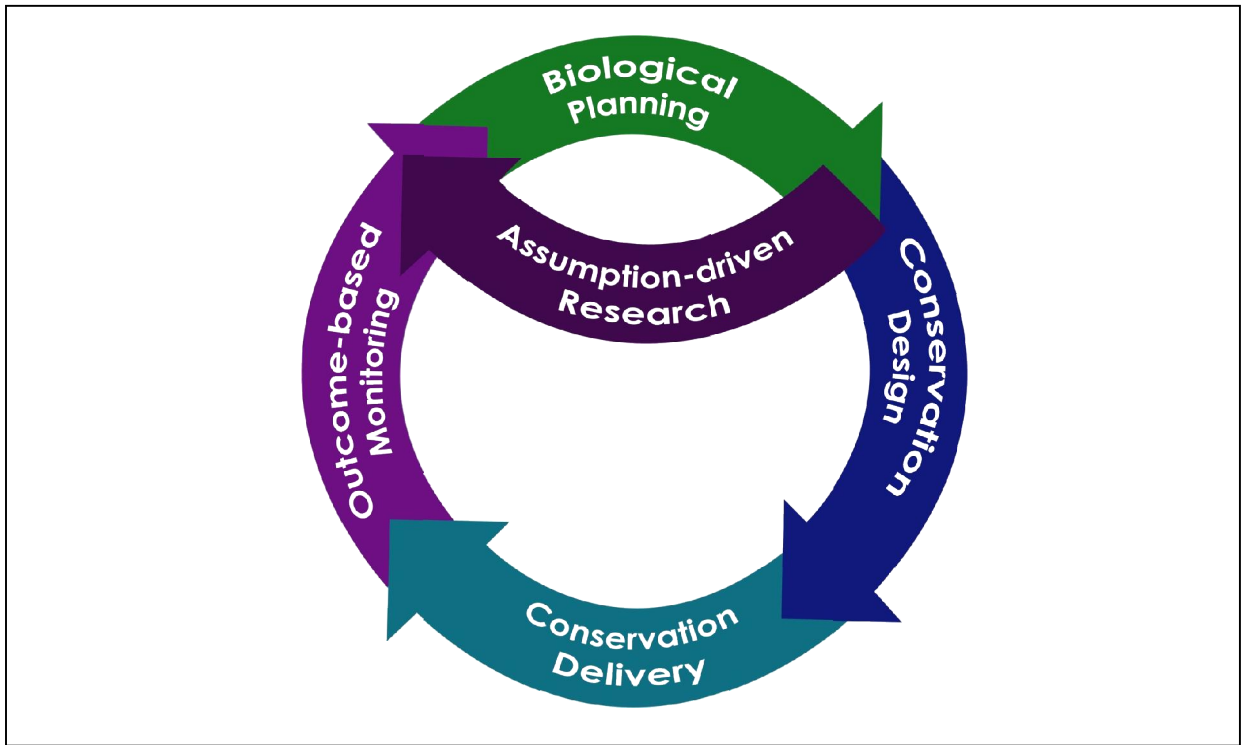 Biological
Planning
Assumption-driven
Research
Conservation
Design
Conservation
Delivery
Outcome-based
Monitoring